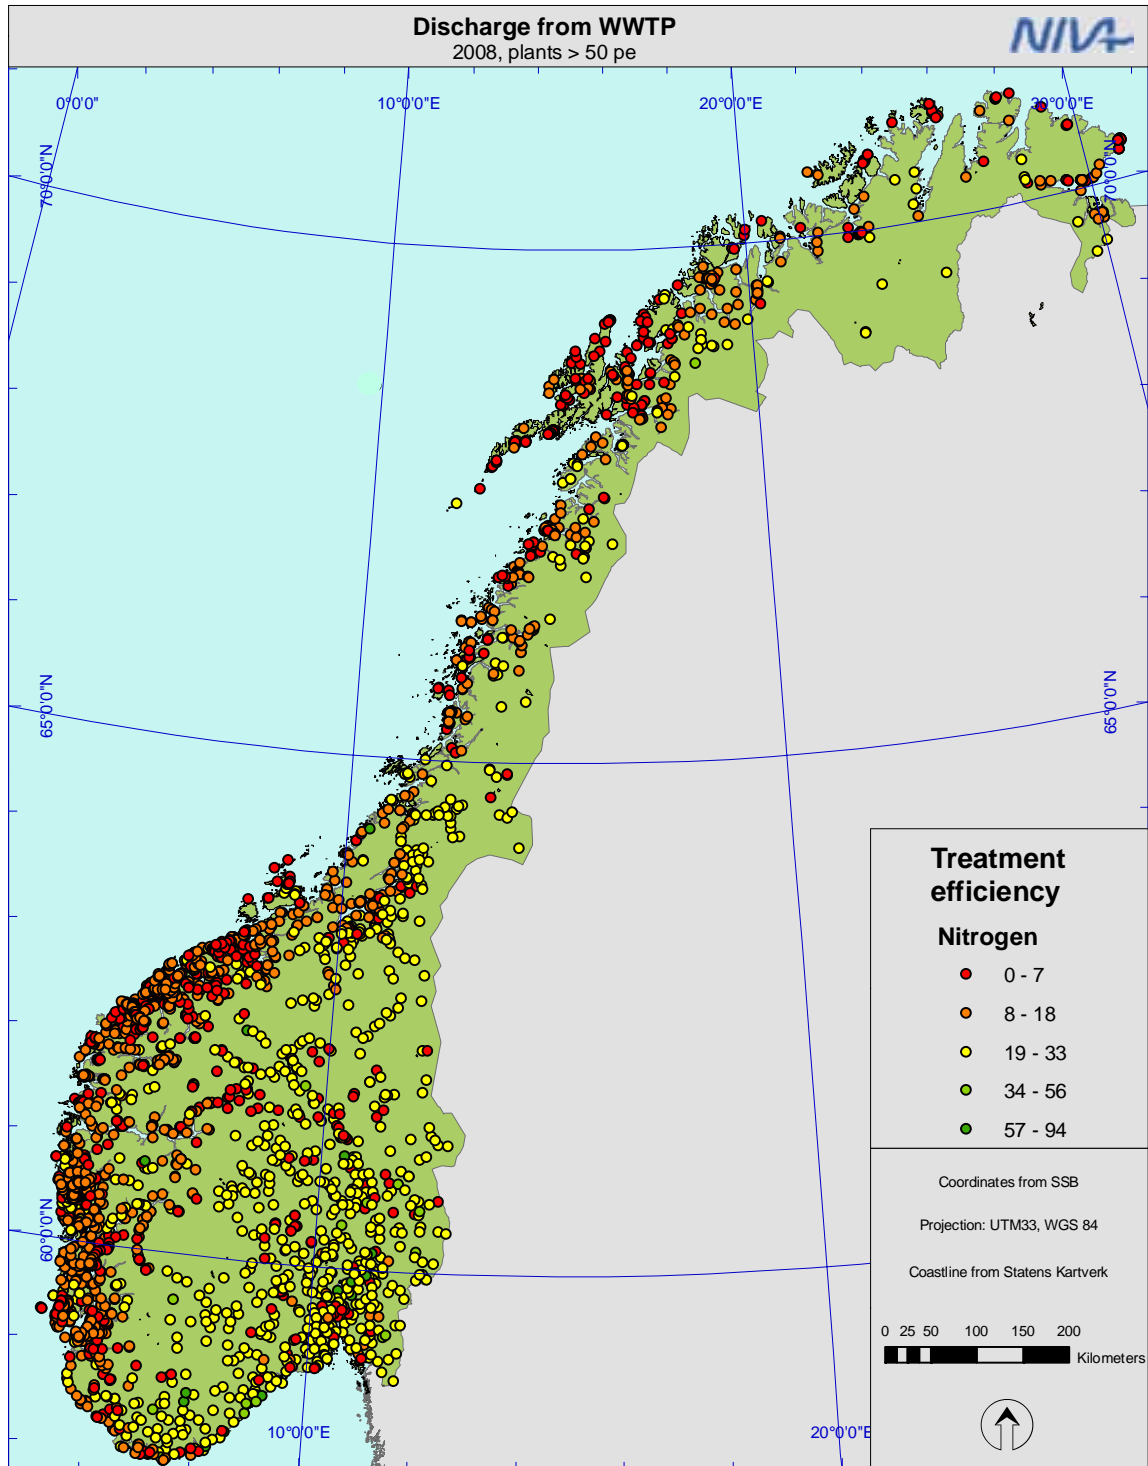 Discharge from WWTP
2008, plants > 50 pe
NIVA
0°0'0"
10°0'0"E
20°0'0"E
30°0'0"E
70°0'0"N
70°0'0"N
65°0'0"N
65°0'0"N
60°0'0"N
10°0'0"E
20°0'0"E
Treatment
efficiency
Nitrogen
0 - 7
8 - 18
19 - 33
34 - 56
57 - 94
Coordinates from SSB
Projection: UTM33, WGS 84
Coastline from Statens Kartverk
0 25 50 100 150 200
Kilometers